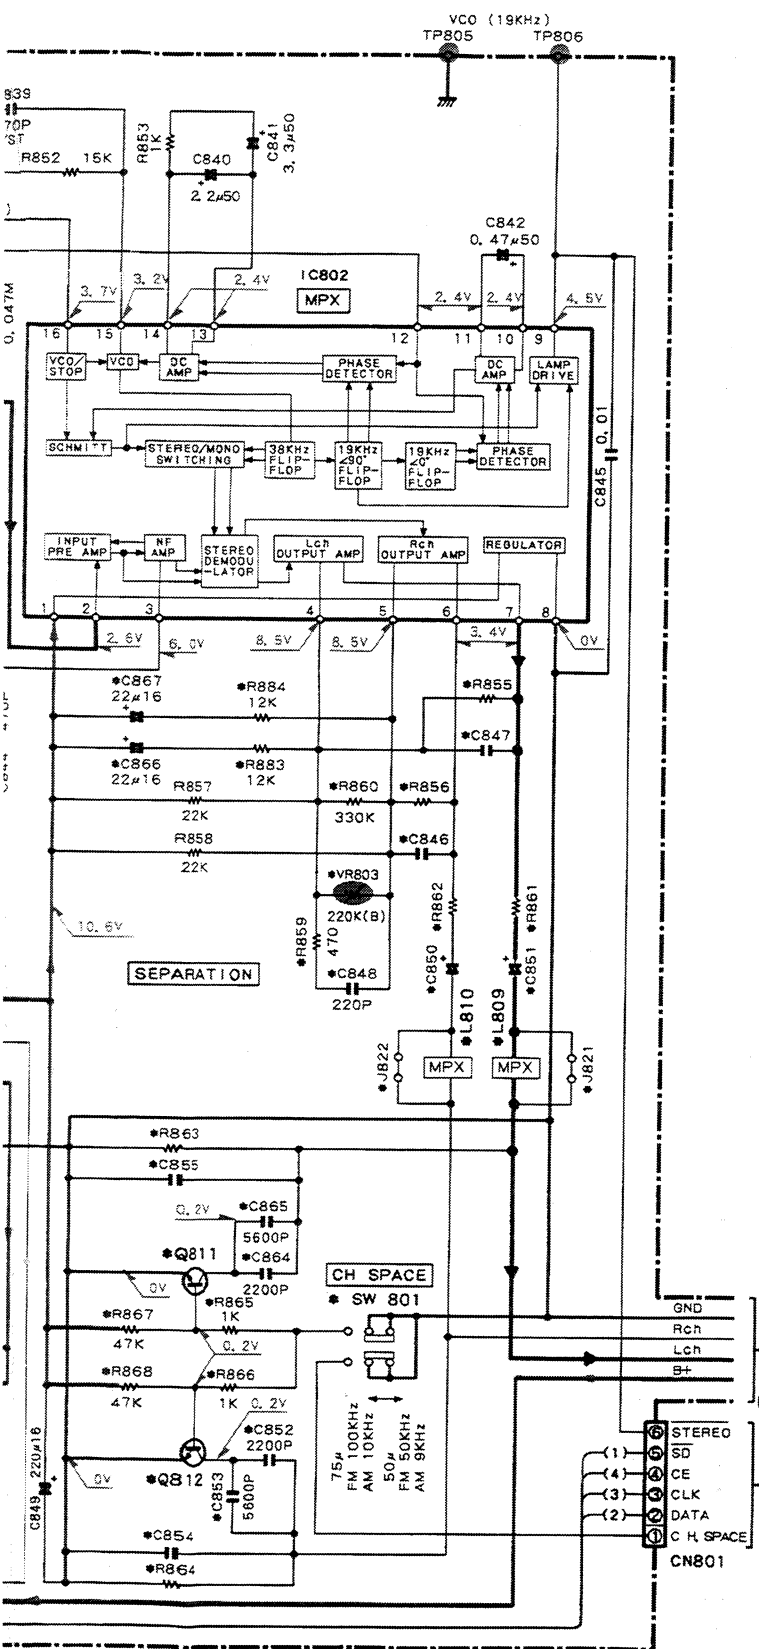 VCO (19KHz)
TP805
TP806
R852 15K
R853
1K
C841
3.3μ50
C840
2.2μ50
C842
0.47μ50
IC802
MPX
3.7V
3.2V
2.4V
2.4V
2.4V
4.5V
0.047M
16
15
14
13
12
11
10
9
VCO/
STOP
VCO
DC
AMP
PHASE
DETECTOR
DC
AMP
LAMP
DRIVE
SCHMITT
STEREO/MONO
SWITCHING
38KHz
FLIP-
FLOP
19KHz
∠90°
FLIP-
FLOP
19KHz
∠0°
FLIP-
FLOP
PHASE
DETECTOR
C845 0.01
INPUT
PRE AMP
NF
AMP
STEREO
DEMODU
-LATOR
Lch
OUTPUT AMP
Rch
OUTPUT AMP
REGULATOR
1
2
3
4
5
6
7
8
2.6V
6.0V
8.5V
8.5V
3.4V
0V
*C867
22μ16
*R884
12K
*R855
*C847
*C866
22μ16
*R883
12K
R857
22K
*R860
330K
*R856
R858
22K
*C846
*VR803
220K(B)
*R862
*R861
10.6V
*R859
470
*C850
*C851
SEPARATION
*C848
220P
*L810
*L809
*J822
MPX
MPX
*J821
*R863
*C855
0.2V
*C865
5600P
*Q811
*C864
2200P
0V
CH SPACE
* SW 801
*R865
1K
*R867
47K
0.2V
*R868
47K
*R866
1K
0.2V
*C852
2200P
GND
Rch
Lch
B+
75μ
FM 100KHz
AM 10KHz
50μ
FM 50KHz
AM 9KHz
C849 220μ16
0V
*Q812
*C853
5600P
*C854
*R864
6 STEREO
(1) 5 SD
(4) 4 CE
(3) 3 CLK
(2) 2 DATA
1 CH, SPACE
CN801